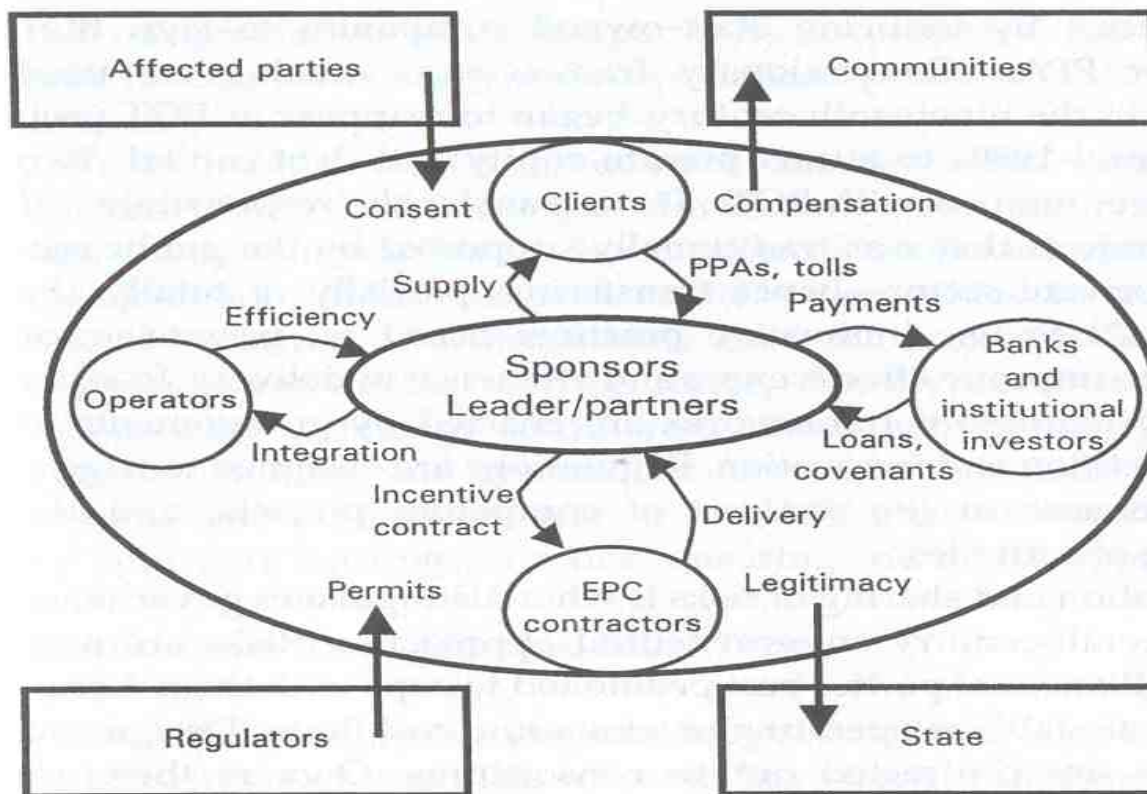 Affected parties
Communities
Consent
Clients
Compensation
Supply
PPAs, tolls
Efficiency
Payments
Operators
Sponsors
Leader/partners
Banks
and
institutional
investors
Integration
Loans,
covenants
Incentive
contract
Delivery
Permits
EPC
contractors
Legitimacy
Regulators
State